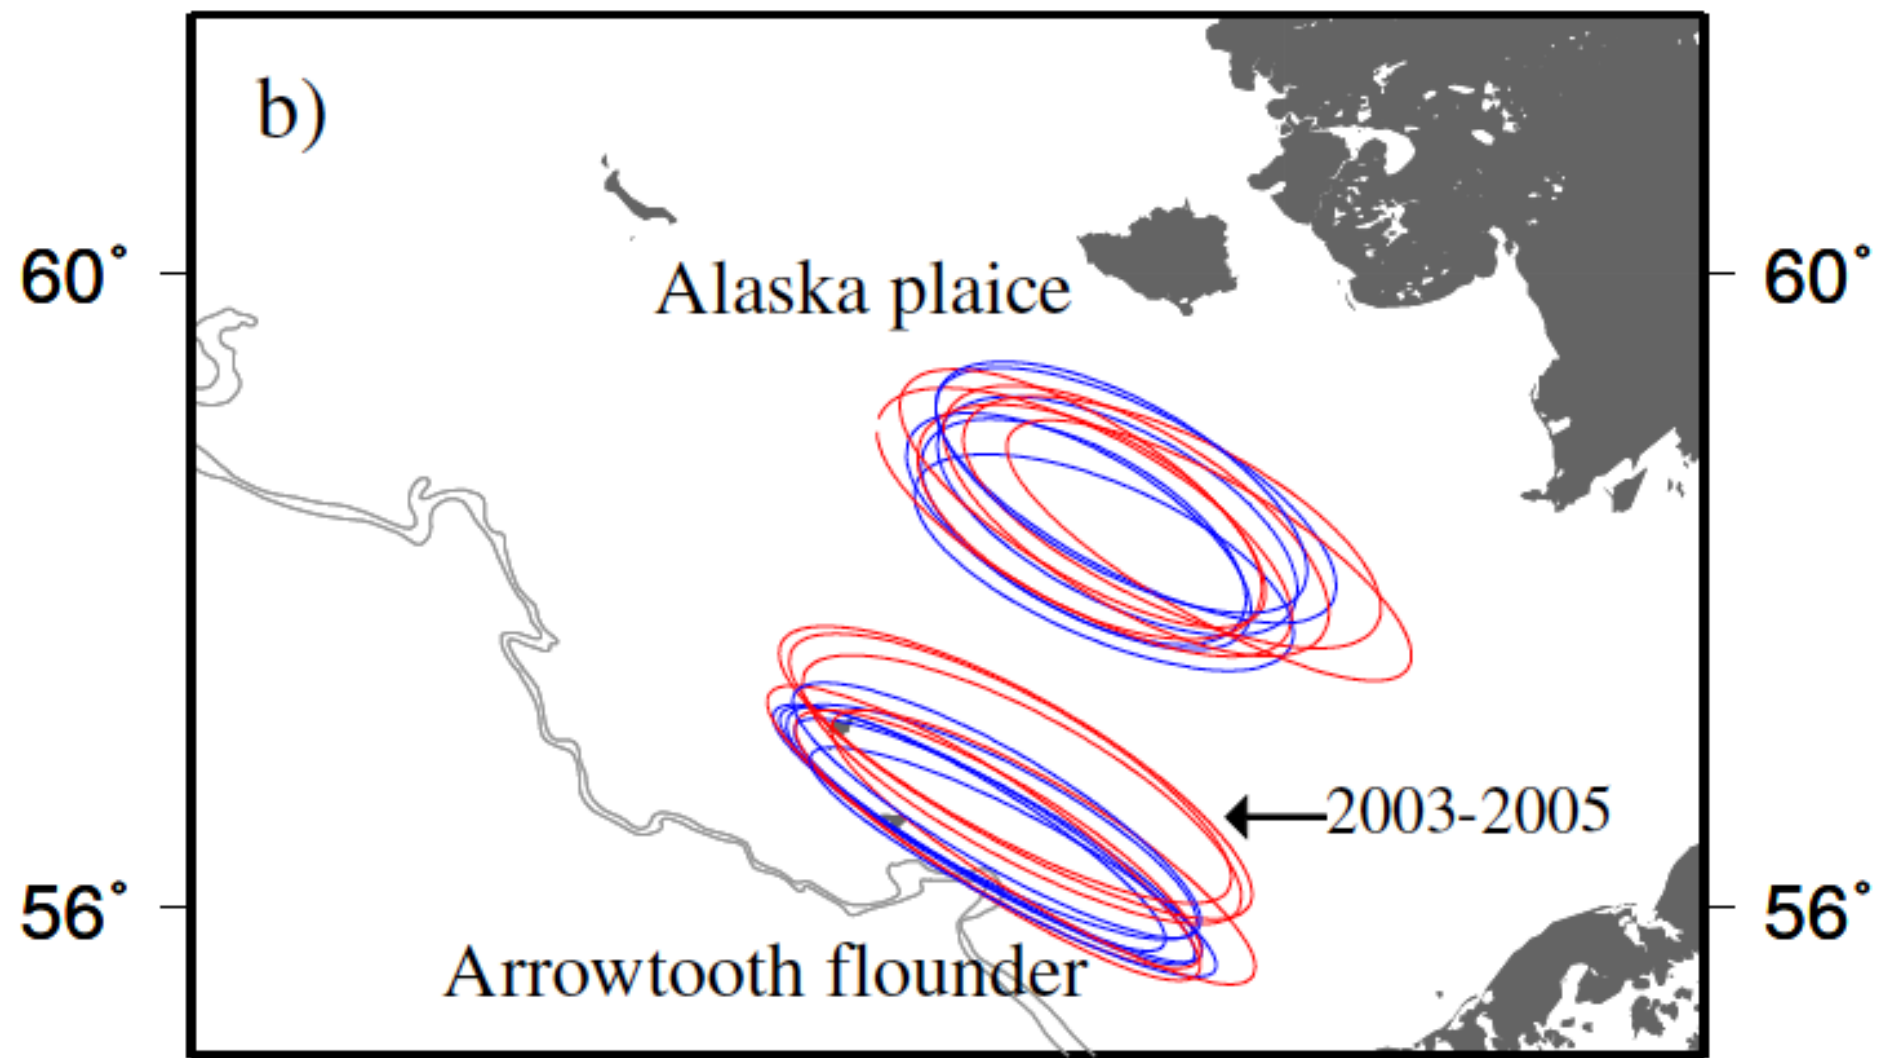 b)
60° 60°
Alaska plaice
2003-2005
56° 56°
Arrowtooth flounder